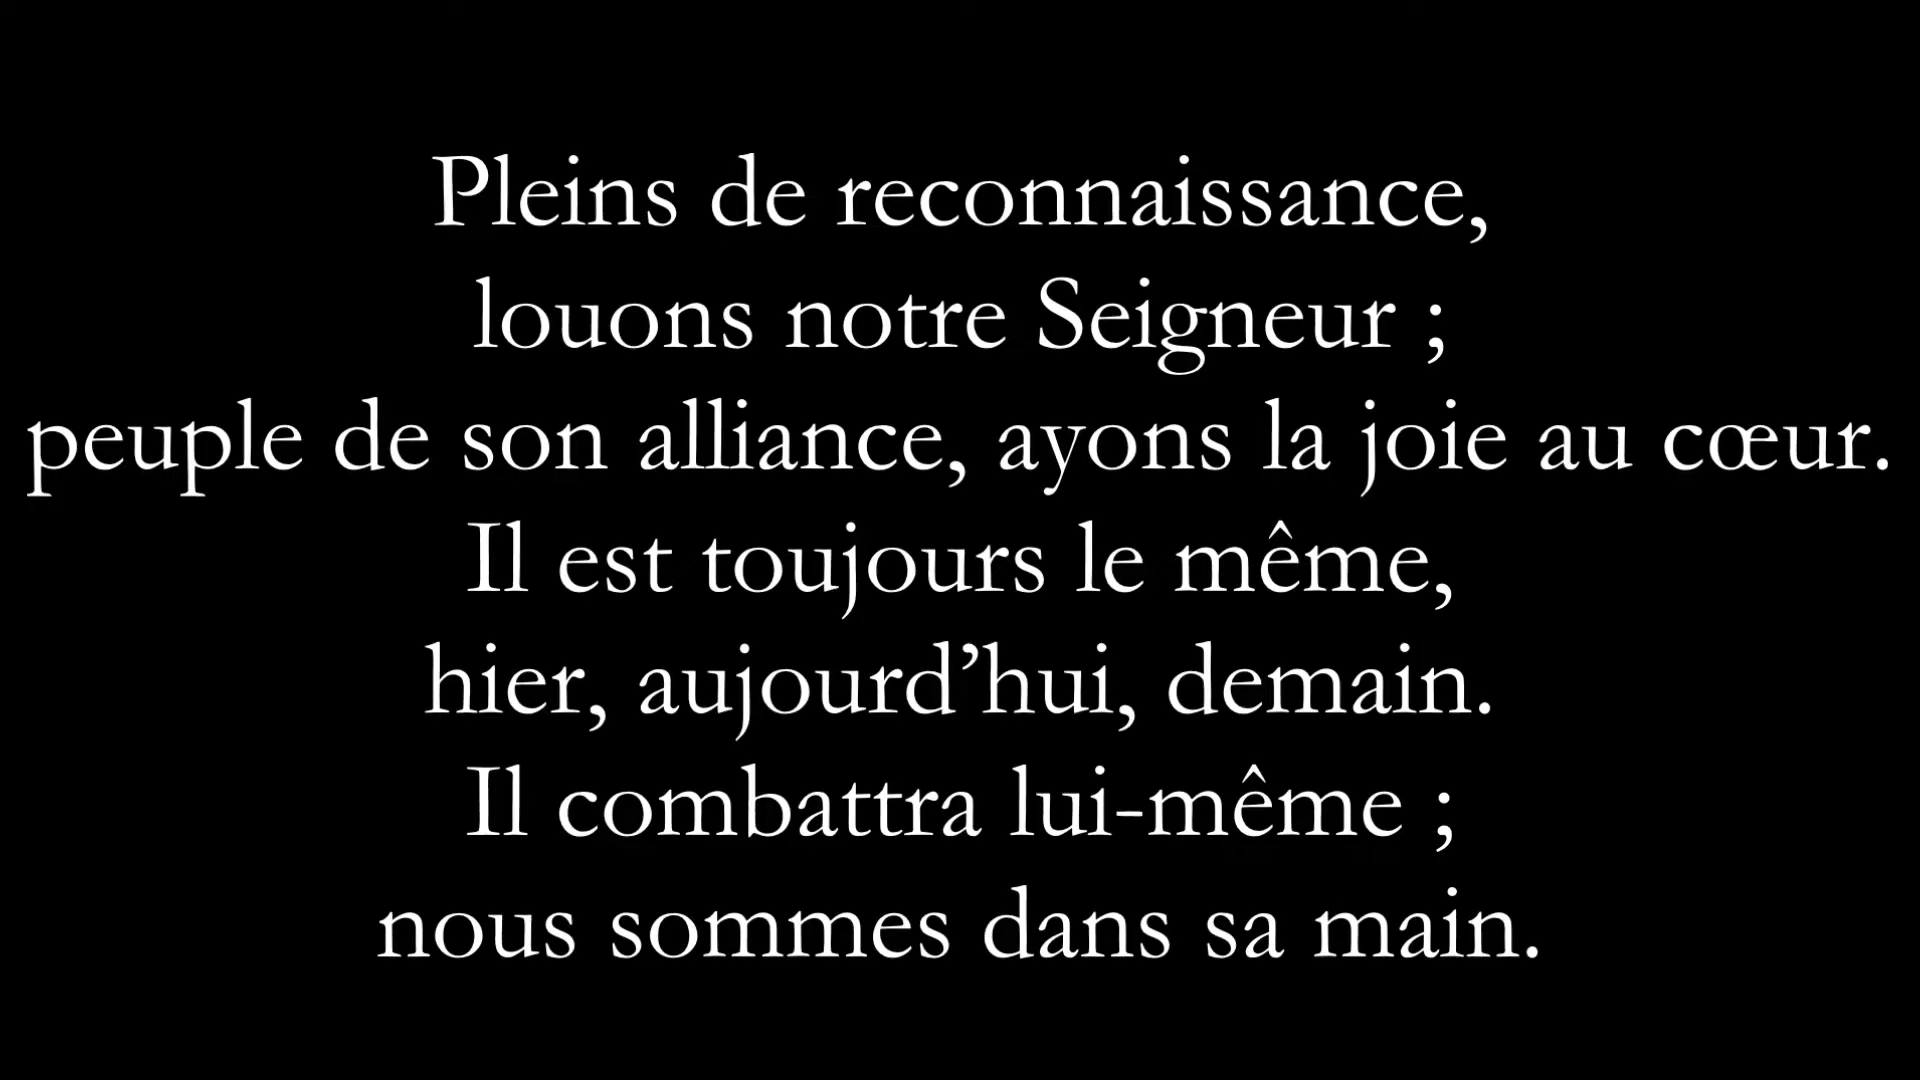 Pleins de reconnaissance,
louons notre Seigneur ;
peuple de son alliance, ayons la joie au cœur.
Il est toujours le même,
hier, aujourd’hui, demain.
Il combattra lui-même ;
nous sommes dans sa main.